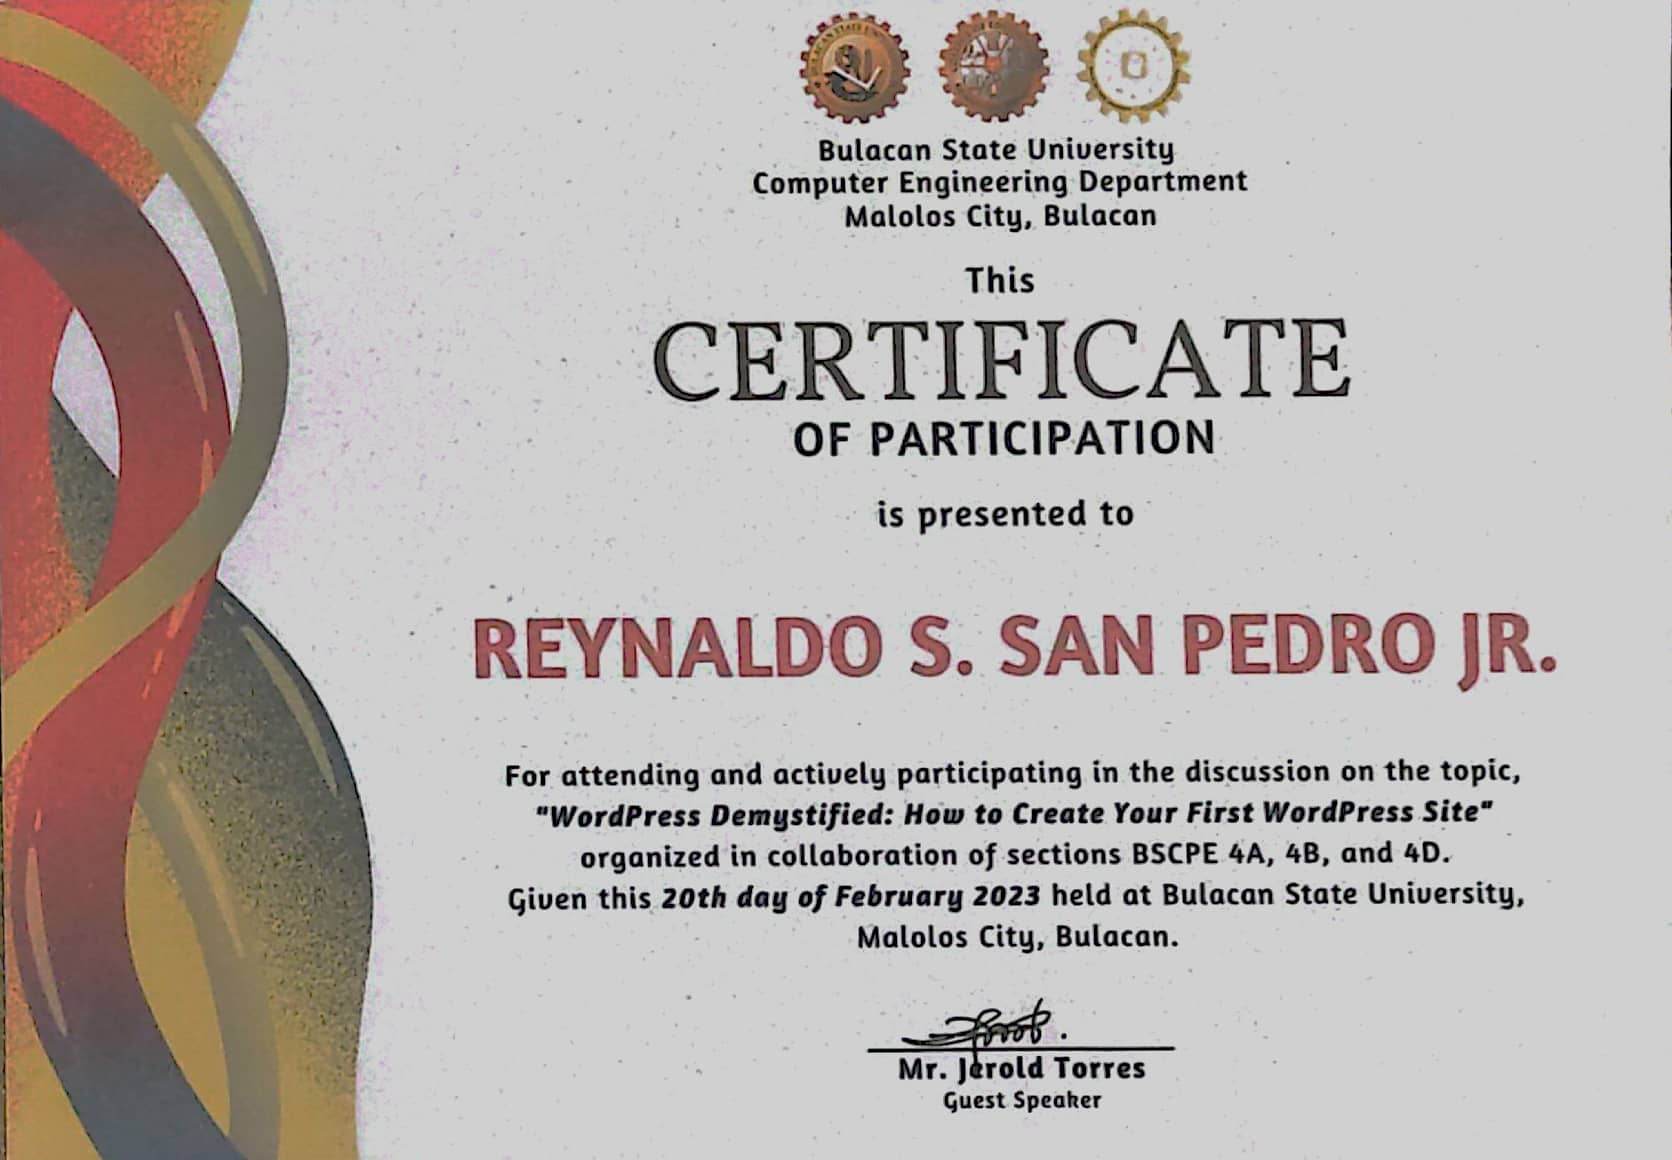 Bulacan State University
Computer Engineering Department
Malolos City, Bulacan
This
CERTIFICATE
OF PARTICIPATION
is presented to
REYNALDO S. SAN PEDRO JR.
For attending and actively participating in the discussion on the topic,
"WordPress Demystified: How to Create Your First WordPress Site"
organized in collaboration of sections BSCPE 4A, 4B, and 4D.
Given this 20th day of February 2023 held at Bulacan State University,
Malolos City, Bulacan.
Mr. Jerold Torres
Guest Speaker